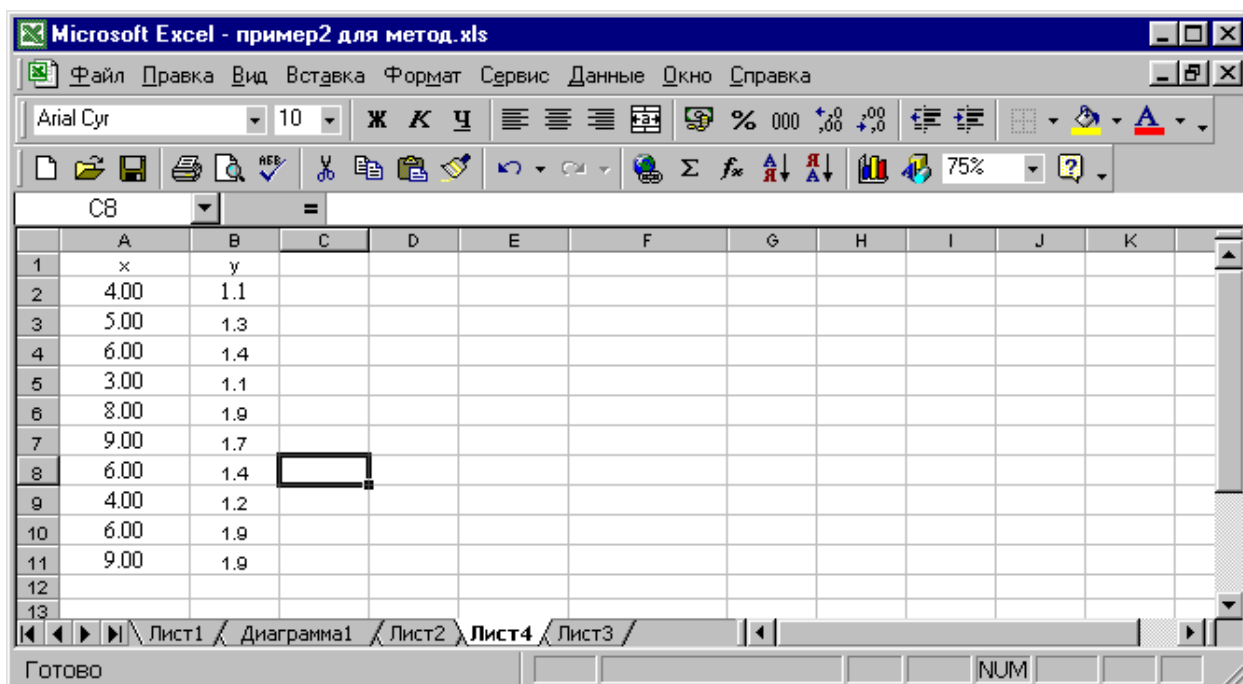 Microsoft Excel - пример2 для метод.xls
Файл Правка Вид Вставка Формат Сервис Данные Окно Справка
Arial Cyr 10 Ж К Ч % 000
75%
C8 =
A B C D E F G H I J K
1 x y
2 4.00 1.1
3 5.00 1.3
4 6.00 1.4
5 3.00 1.1
6 8.00 1.9
7 9.00 1.7
8 6.00 1.4
9 4.00 1.2
10 6.00 1.9
11 9.00 1.9
12
13
Лист1 Диаграмма1 Лист2 Лист4 Лист3
Готово NUM